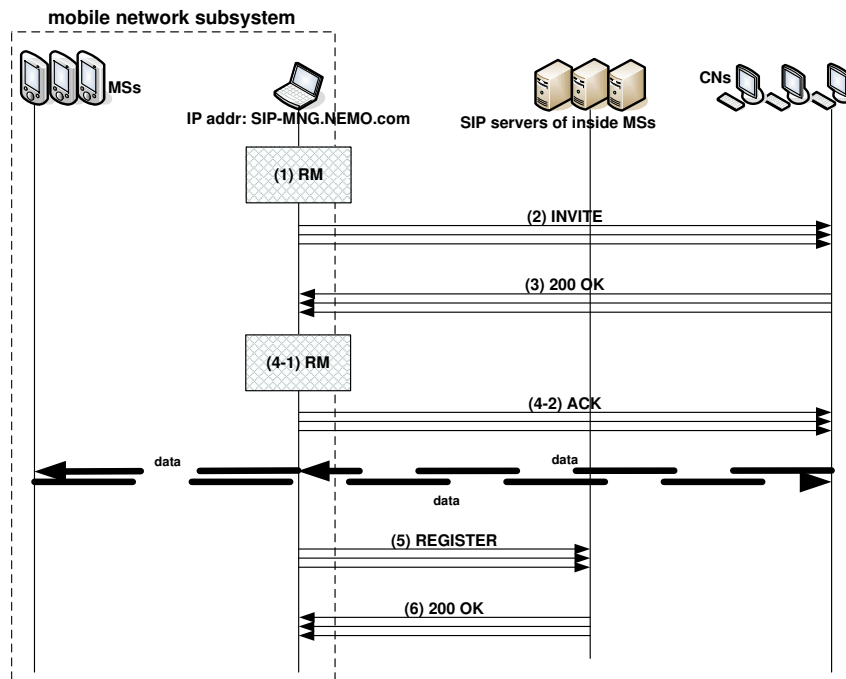 mobile network subsystem
MSs
IP addr: SIP-MNG.NEMO.com
SIP servers of inside MSs
CNs
(1) RM
(2) INVITE
(3) 200 OK
(4-1) RM
(4-2) ACK
data
data
data
(5) REGISTER
(6) 200 OK